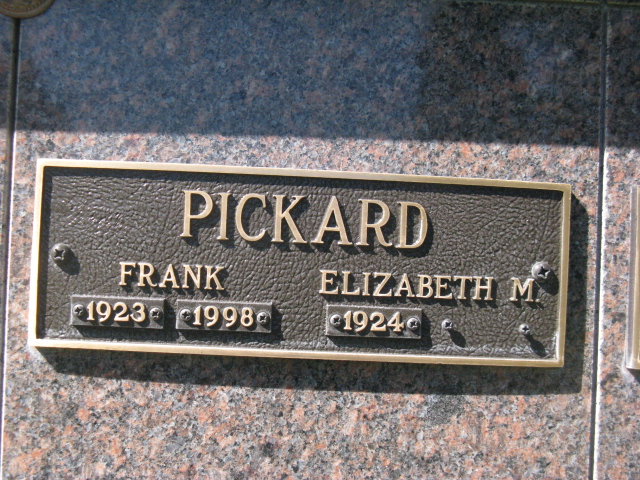 PICKARD
FRANK ELIZABETH M.
1923 1998 1924